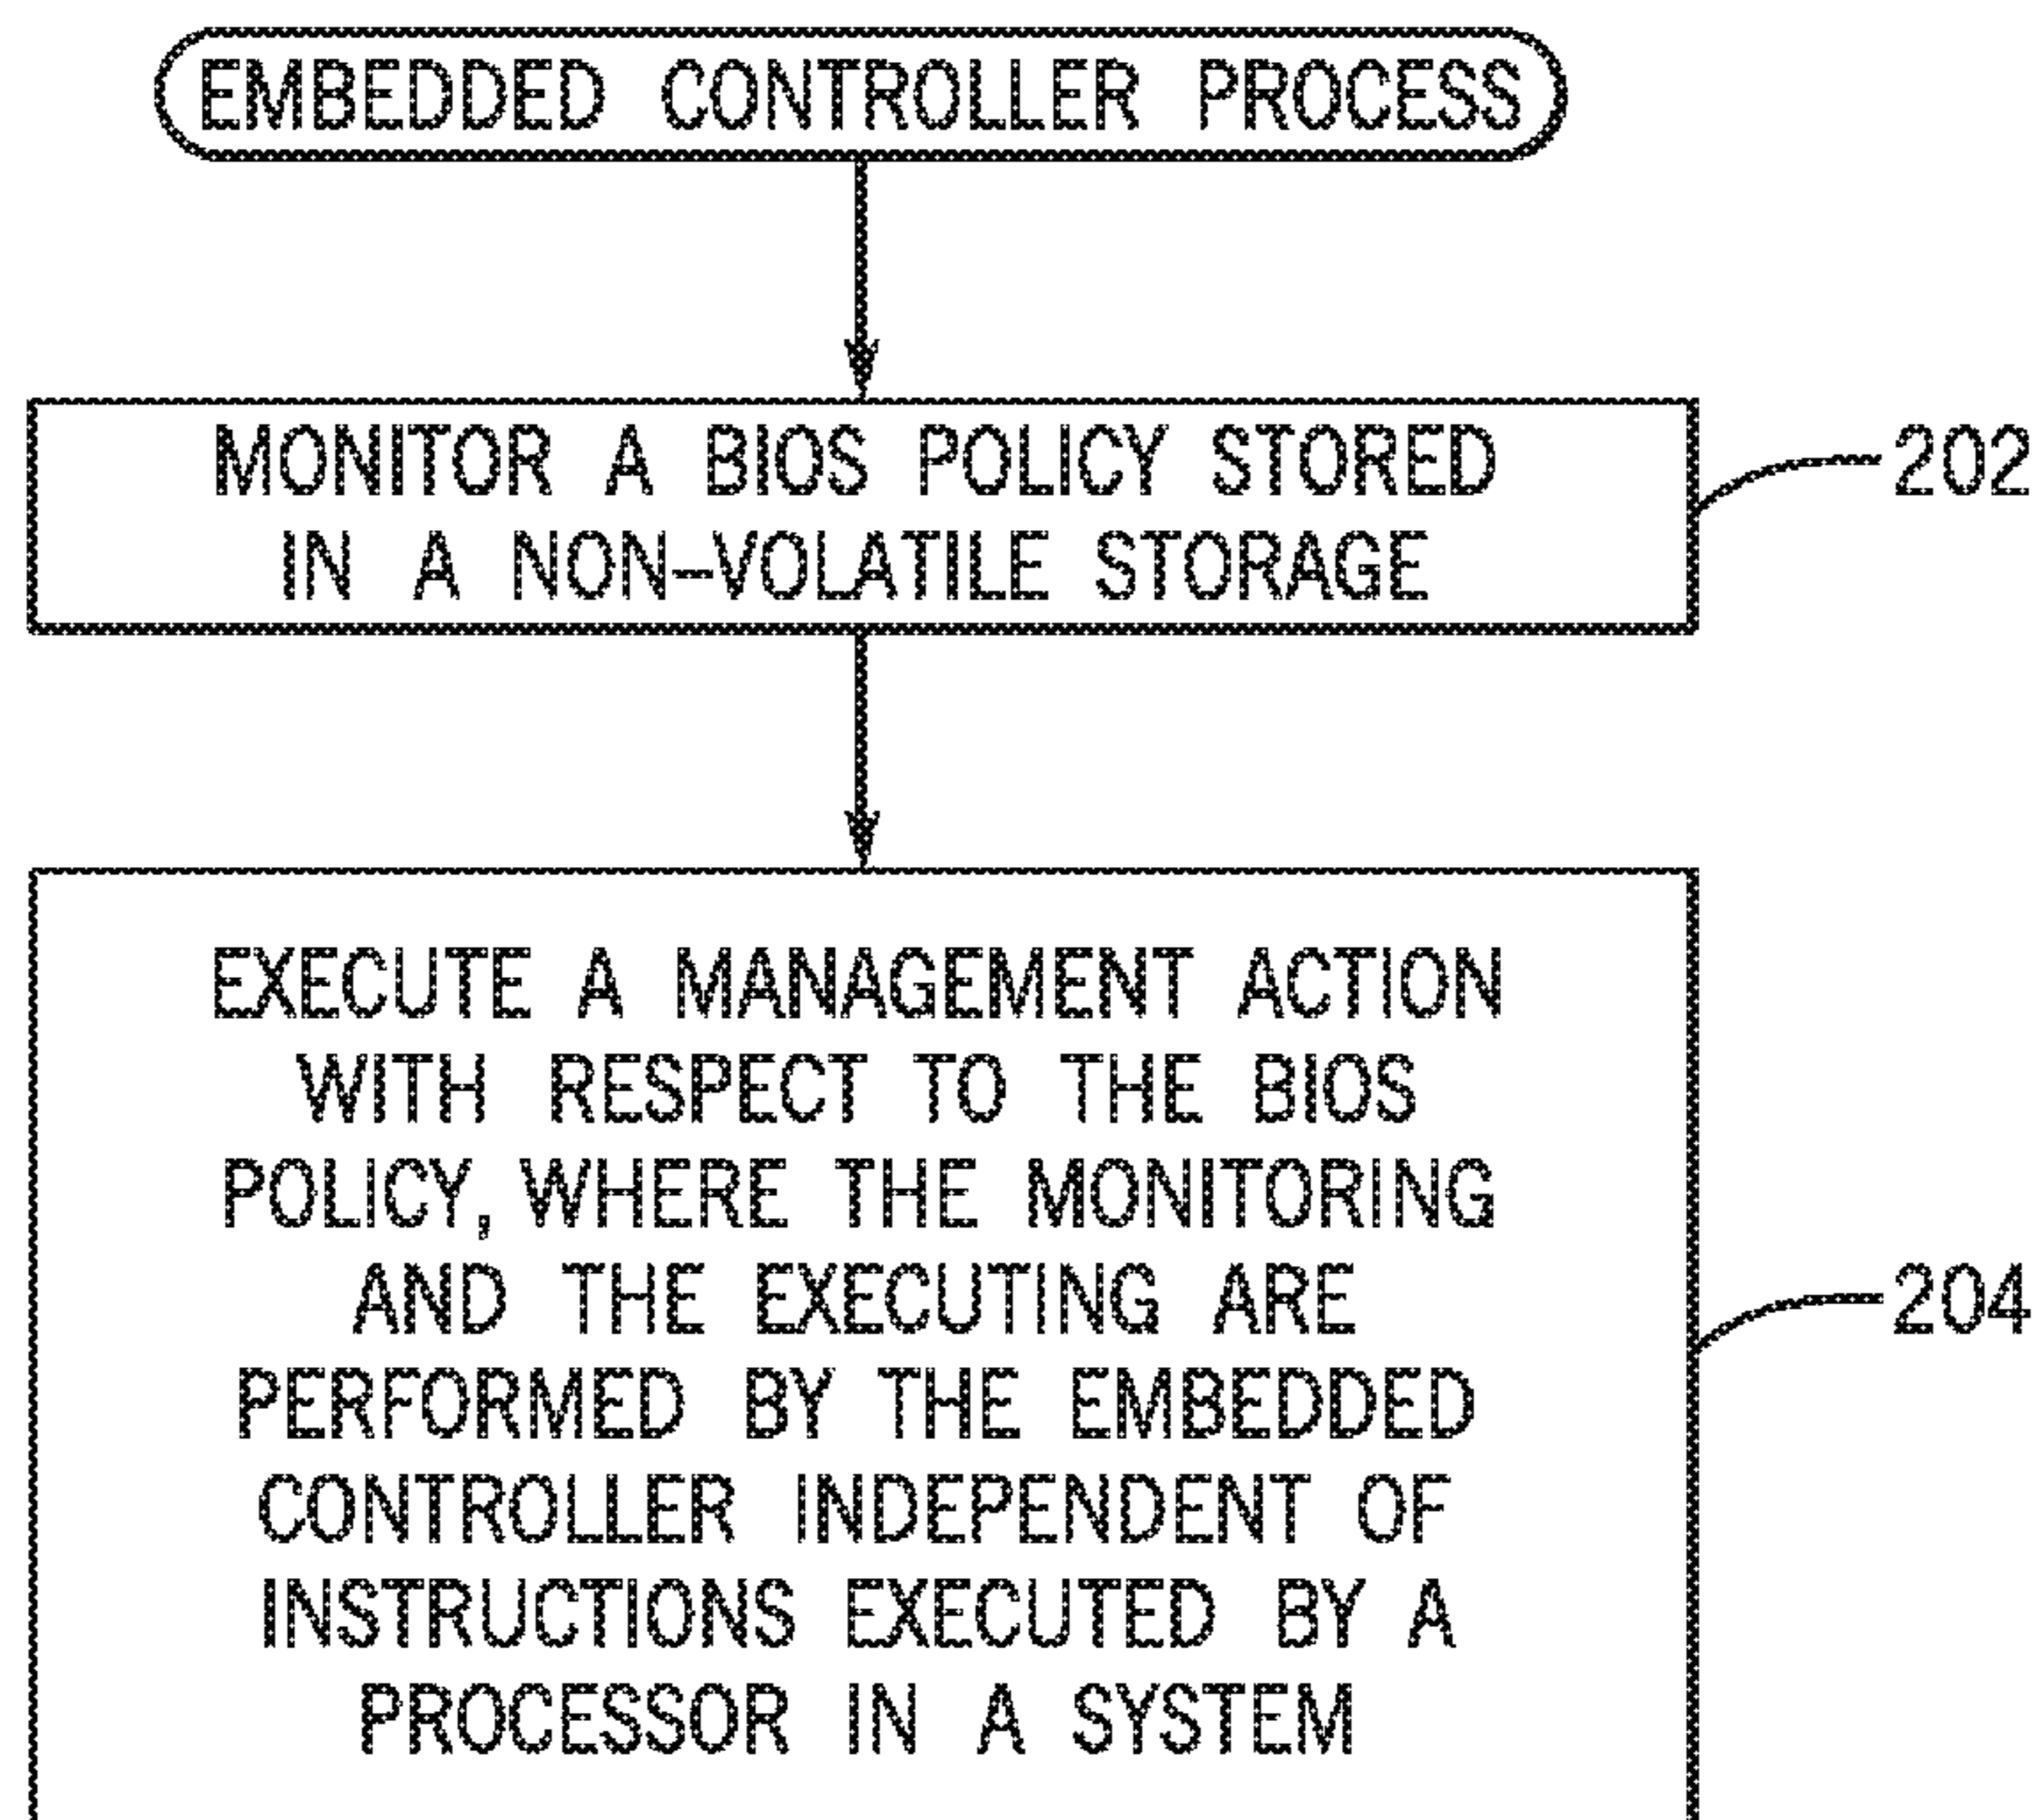 EMBEDDED CONTROLLER PROCESS
MONITOR A BIOS POLICY STORED
IN A NON-VOLATILE STORAGE
202
EXECUTE A MANAGEMENT ACTION
WITH RESPECT TO THE BIOS
POLICY, WHERE THE MONITORING
AND THE EXECUTING ARE
PERFORMED BY THE EMBEDDED
CONTROLLER INDEPENDENT OF
INSTRUCTIONS EXECUTED BY A
PROCESSOR IN A SYSTEM
204